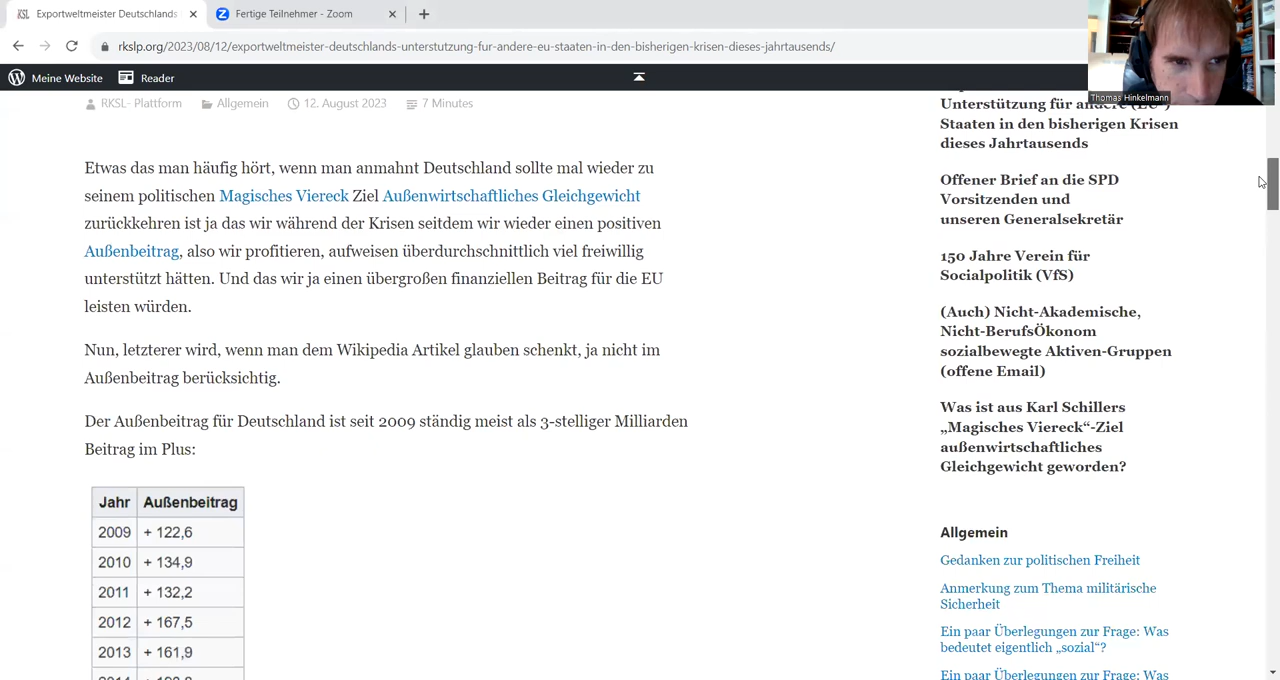 Exportweltmeister Deutschlands
Fertige Teilnehmer - Zoom
rkslp.org/2023/08/12/exportweltmeister-deutschlands-unterstutzung-fur-andere-eu-staaten-in-den-bisherigen-krisen-dieses-jahrtausends/
Meine Website
Reader
Thomas Hinkelmann
RKSL- Plattform
Allgemein
12. August 2023
7 Minutes
Etwas das man häufig hört, wenn man anmahnt Deutschland sollte mal wieder zu
seinem politischen Magisches Viereck Ziel Außenwirtschaftliches Gleichgewicht
zurückkehren ist ja das wir während der Krisen seitdem wir wieder einen positiven
Außenbeitrag, also wir profitieren, aufweisen überdurchschnittlich viel freiwillig
unterstützt hätten. Und das wir ja einen übergroßen finanziellen Beitrag für die EU
leisten würden.
Nun, letzterer wird, wenn man dem Wikipedia Artikel glauben schenkt, ja nicht im
Außenbeitrag berücksichtig.
Der Außenbeitrag für Deutschland ist seit 2009 ständig meist als 3-stelliger Milliarden
Beitrag im Plus:
Jahr Außenbeitrag
2009 + 122,6
2010 + 134,9
2011 + 132,2
2012 + 167,5
2013 + 161,9
Unterstützung für andere (EU-)
Staaten in den bisherigen Krisen
dieses Jahrtausends
Offener Brief an die SPD
Vorsitzenden und
unseren Generalsekretär
150 Jahre Verein für
Socialpolitik (VfS)
(Auch) Nicht-Akademische,
Nicht-BerufsÖkonom
sozialbewegte Aktiven-Gruppen
(offene Email)
Was ist aus Karl Schillers
„Magisches Viereck“-Ziel
außenwirtschaftliches
Gleichgewicht geworden?
Allgemein
Gedanken zur politischen Freiheit
Anmerkung zum Thema militärische
Sicherheit
Ein paar Überlegungen zur Frage: Was
bedeutet eigentlich „sozial“?
Ein paar Überlegungen zur Frage: Was